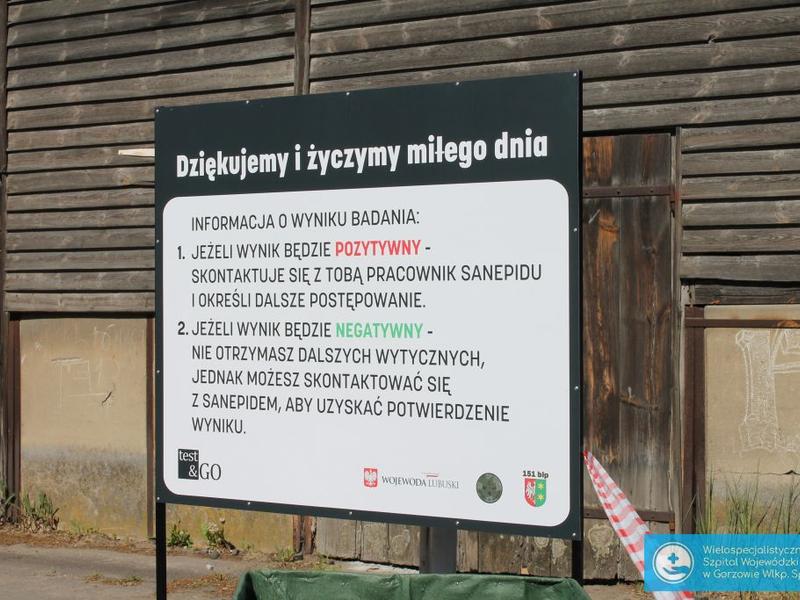 Dziękujemy i życzymy miłego dnia
INFORMACJA O WYNIKU BADANIA:
1. JEŻELI WYNIK BĘDZIE POZYTYWNY -
SKONTAKTUJE SIĘ Z TOBĄ PRACOWNIK SANEPIDU
I OKREŚLI DALSZE POSTĘPOWANIE.
2. JEŻELI WYNIK BĘDZIE NEGATYWNY -
NIE OTRZYMASZ DALSZYCH WYTYCZNYCH,
JEDNAK MOŻESZ SKONTAKTOWAĆ SIĘ
Z SANEPIDEM, ABY UZYSKAĆ POTWIERDZENIE
WYNIKU.
test
&GO
WOJEWODA LUBUSKI
151 blp
Wielospecjalistyczn
Szpital Wojewódzki
w Gorzowie Wlkp. Sp